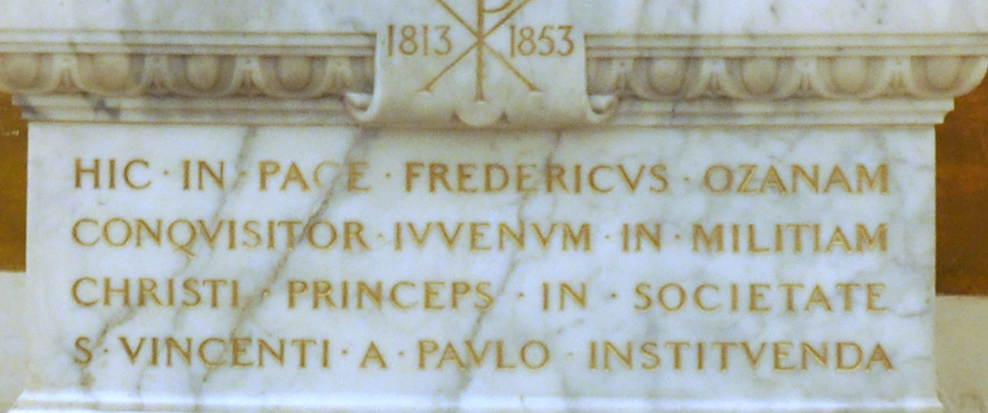 1813 1853
HIC · IN · PACE · FREDERICVS · OZANAM
CONQVISITOR · IVVENVM · IN · MILITIAM
CHRISTI · PRINCEPS · IN · SOCIETATE
S · VINCENTI · A · PAVLO · INSTITVENDA